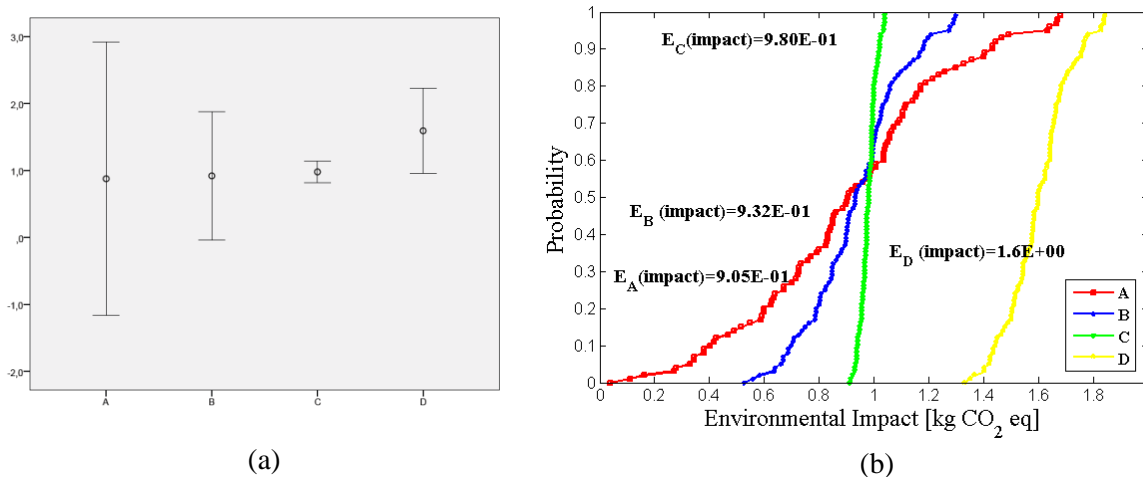 3,0
2,0
1,0
,0
-1,0
-2,0
A B C D
(a)
1
0.9
0.8
0.7
0.6
0.5
0.4
0.3
0.2
0.1
0
Probability
E_C(impact)=9.80E-01
E_B (impact)=9.32E-01
E_D (impact)=1.6E+00
E_A(impact)=9.05E-01
A
B
C
D
0 0.2 0.4 0.6 0.8 1 1.2 1.4 1.6 1.8
Environmental Impact [kg CO_2 eq]
(b)